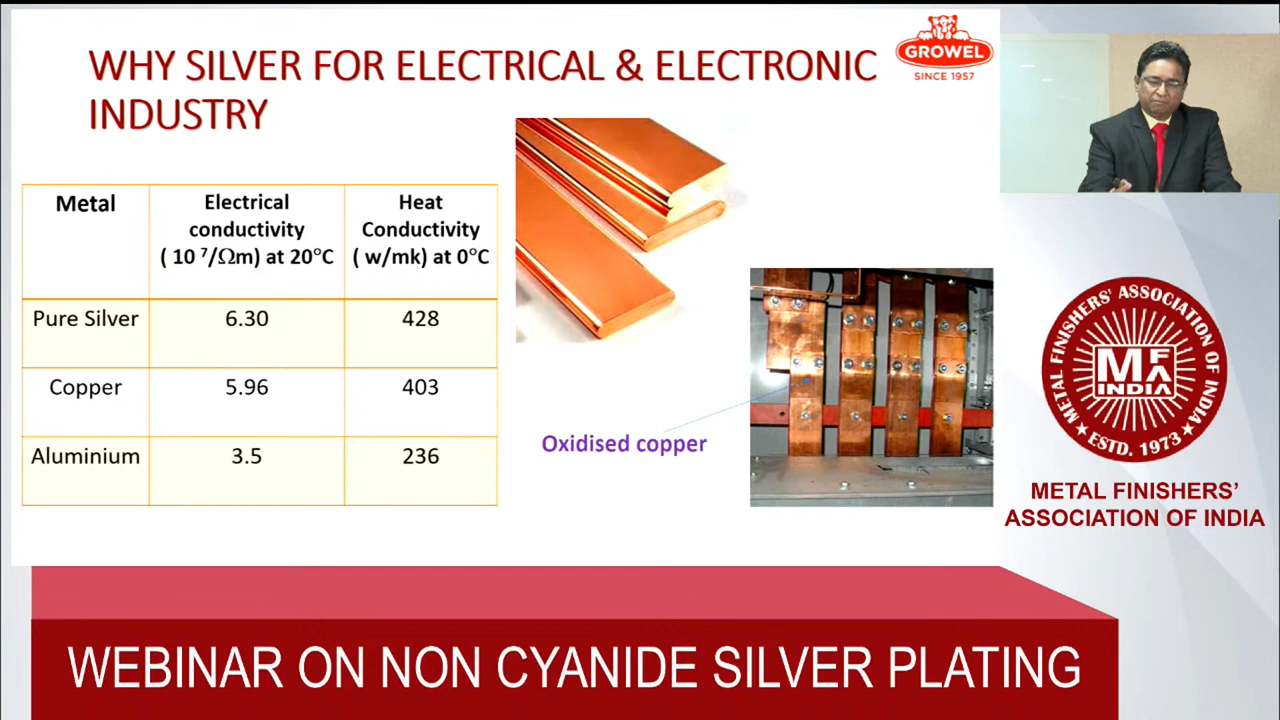 WHY SILVER FOR ELECTRICAL & ELECTRONIC
INDUSTRY
GROWEL
SINCE 1957
Metal
Electrical
conductivity
( 10 7/Ωm) at 20°C
Heat
Conductivity
( w/mk) at 0°C
Pure Silver
6.30
428
Copper
5.96
403
Aluminium
3.5
236
Oxidised copper
METAL FINISHERS' ASSOCIATION OF INDIA
MFA
INDIA
★ ESTD. 1973 ★
METAL FINISHERS’
ASSOCIATION OF INDIA
WEBINAR ON NON CYANIDE SILVER PLATING